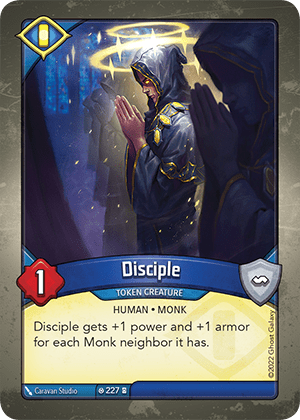 Disciple
TOKEN CREATURE
1
HUMAN • MONK
Disciple gets +1 power and +1 armor
for each Monk neighbor it has.
Caravan Studio
227
©2022 Ghost Galaxy